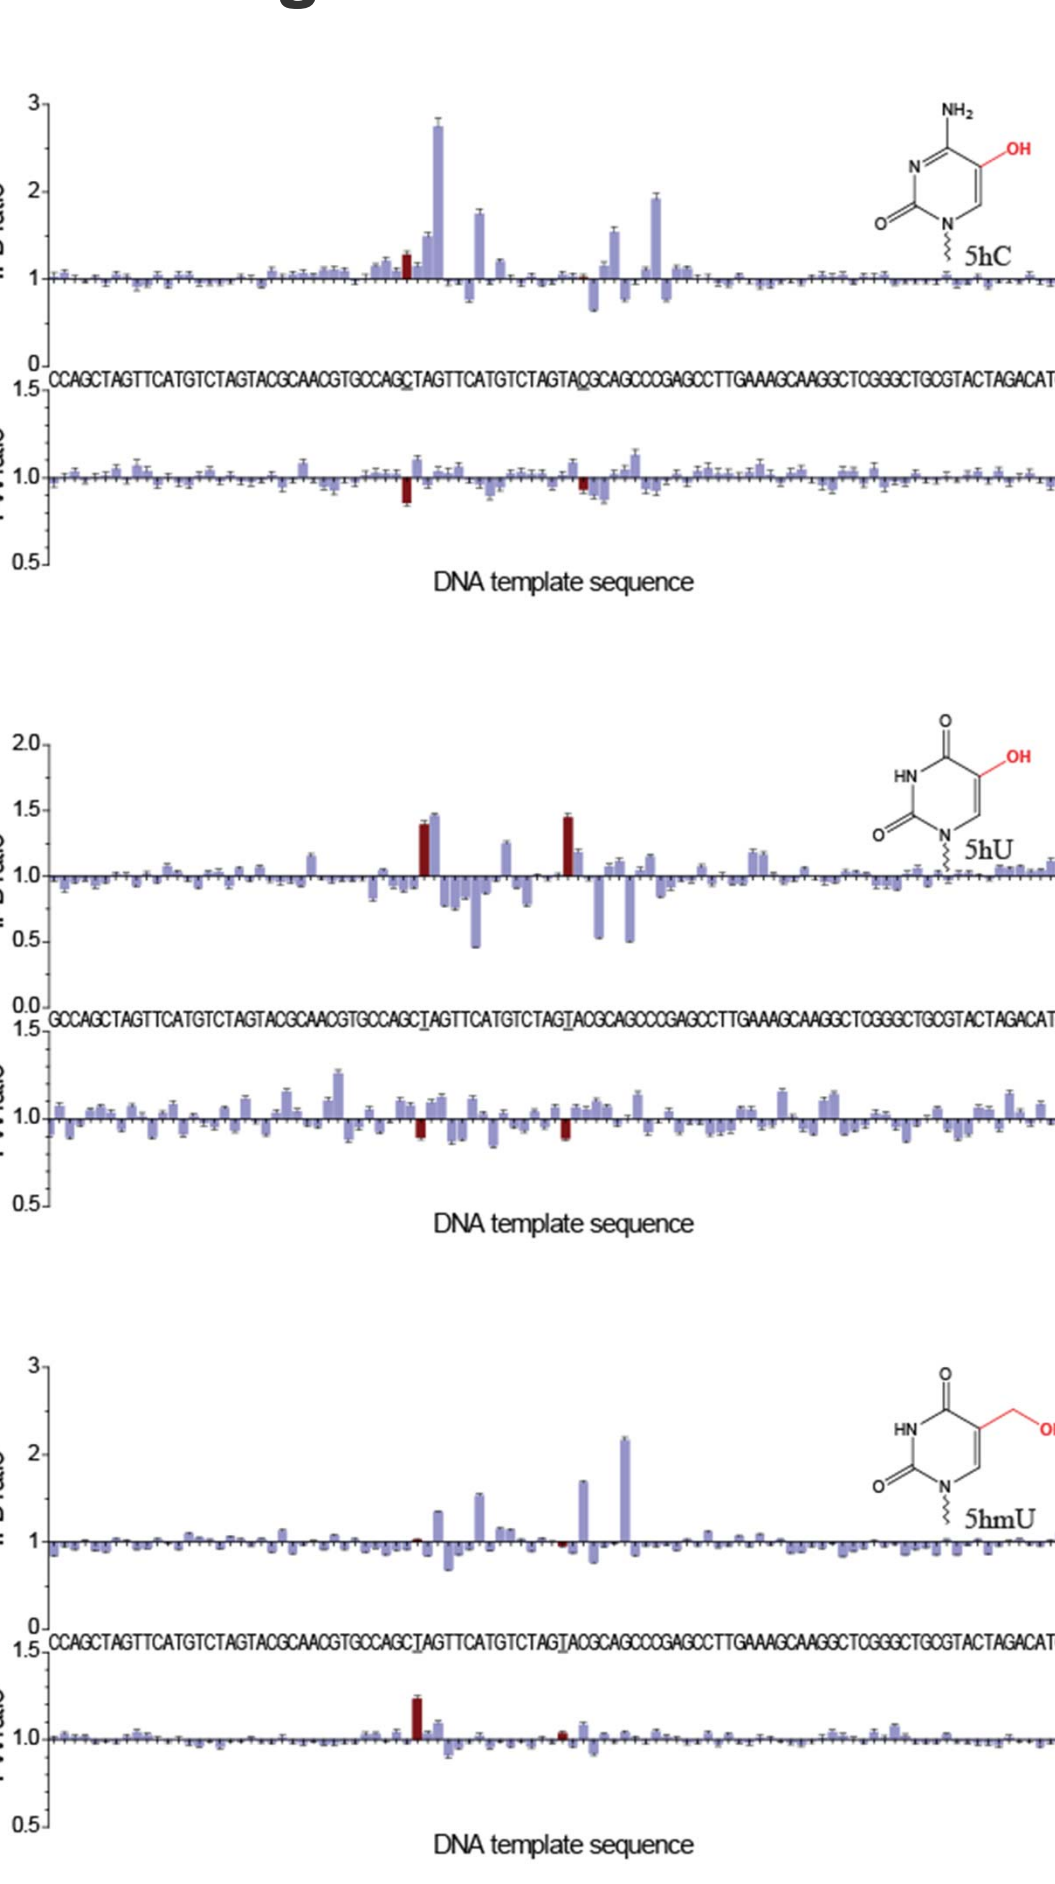 3
NH₂
OH
2
N
O
N
1
5hC
0
CCAGCTAGTTCATGTCTAGTACGCAACGTGCCAGCTAGTTCATGTCTAGTACGCAGCCCGAGCCTTGAAAGCAAGGCTCGGGCTGCGTACTAGACAT
1.5
1.0
0.5
DNA template sequence
O
2.0
OH
HN
1.5
O
N
5hU
1.0
0.5
0.0
GCCAGCTAGTTCATGTCTAGTACGCAACGTGCCAGCTAGTTCATGTCTAGTACGCAGCCCGAGCCTTGAAAGCAAGGCTCGGGCTGCGTACTAGACAT
1.5
1.0
0.5
DNA template sequence
3
O
HN
2
O
N
5hmU
1
0
CCAGCTAGTTCATGTCTAGTACGCAACGTGCCAGCTAGTTCATGTCTAGTACGCAGCCCGAGCCTTGAAAGCAAGGCTCGGGCTGCGTACTAGACAT
1.5
1.0
0.5
DNA template sequence